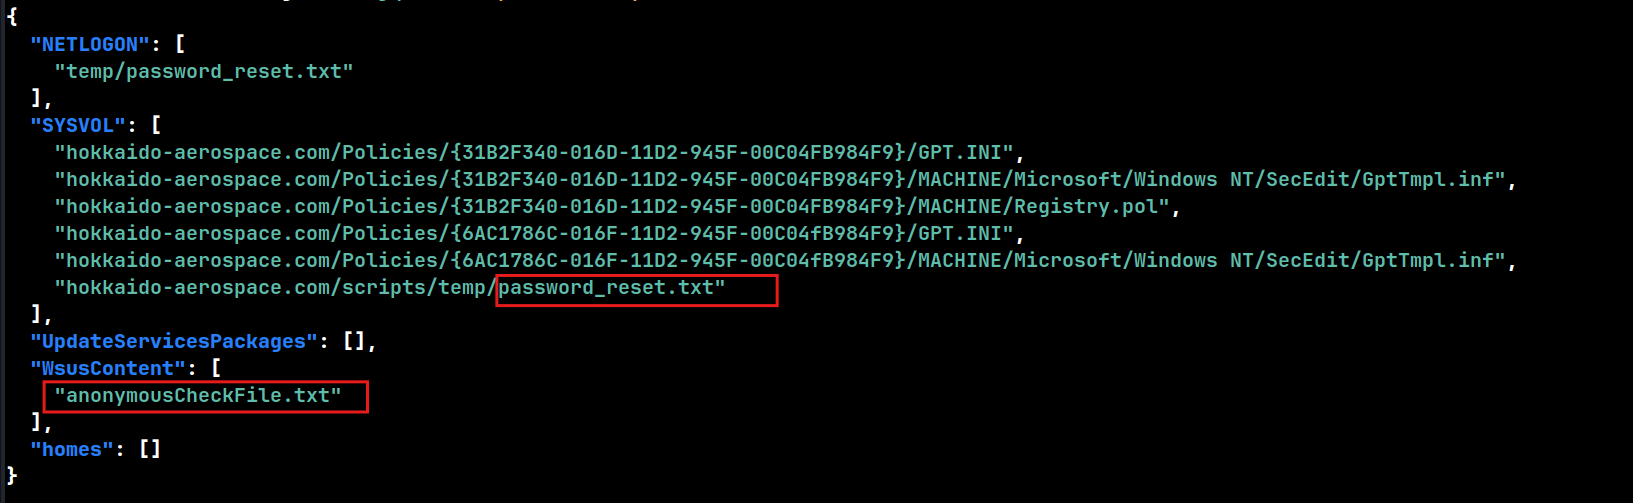 {
"NETLOGON": [
"temp/password_reset.txt"
],
"SYSVOL": [
"hokkaido-aerospace.com/Policies/{31B2F340-016D-11D2-945F-00C04FB984F9}/GPT.INI",
"hokkaido-aerospace.com/Policies/{31B2F340-016D-11D2-945F-00C04FB984F9}/MACHINE/Microsoft/Windows NT/SecEdit/GptTmpl.inf",
"hokkaido-aerospace.com/Policies/{31B2F340-016D-11D2-945F-00C04FB984F9}/MACHINE/Registry.pol",
"hokkaido-aerospace.com/Policies/{6AC1786C-016F-11D2-945F-00C04fB984F9}/GPT.INI",
"hokkaido-aerospace.com/Policies/{6AC1786C-016F-11D2-945F-00C04fB984F9}/MACHINE/Microsoft/Windows NT/SecEdit/GptTmpl.inf",
"hokkaido-aerospace.com/scripts/temp/password_reset.txt"
],
"UpdateServicesPackages": [],
"WsusContent": [
"anonymousCheckFile.txt"
],
"homes": []
}